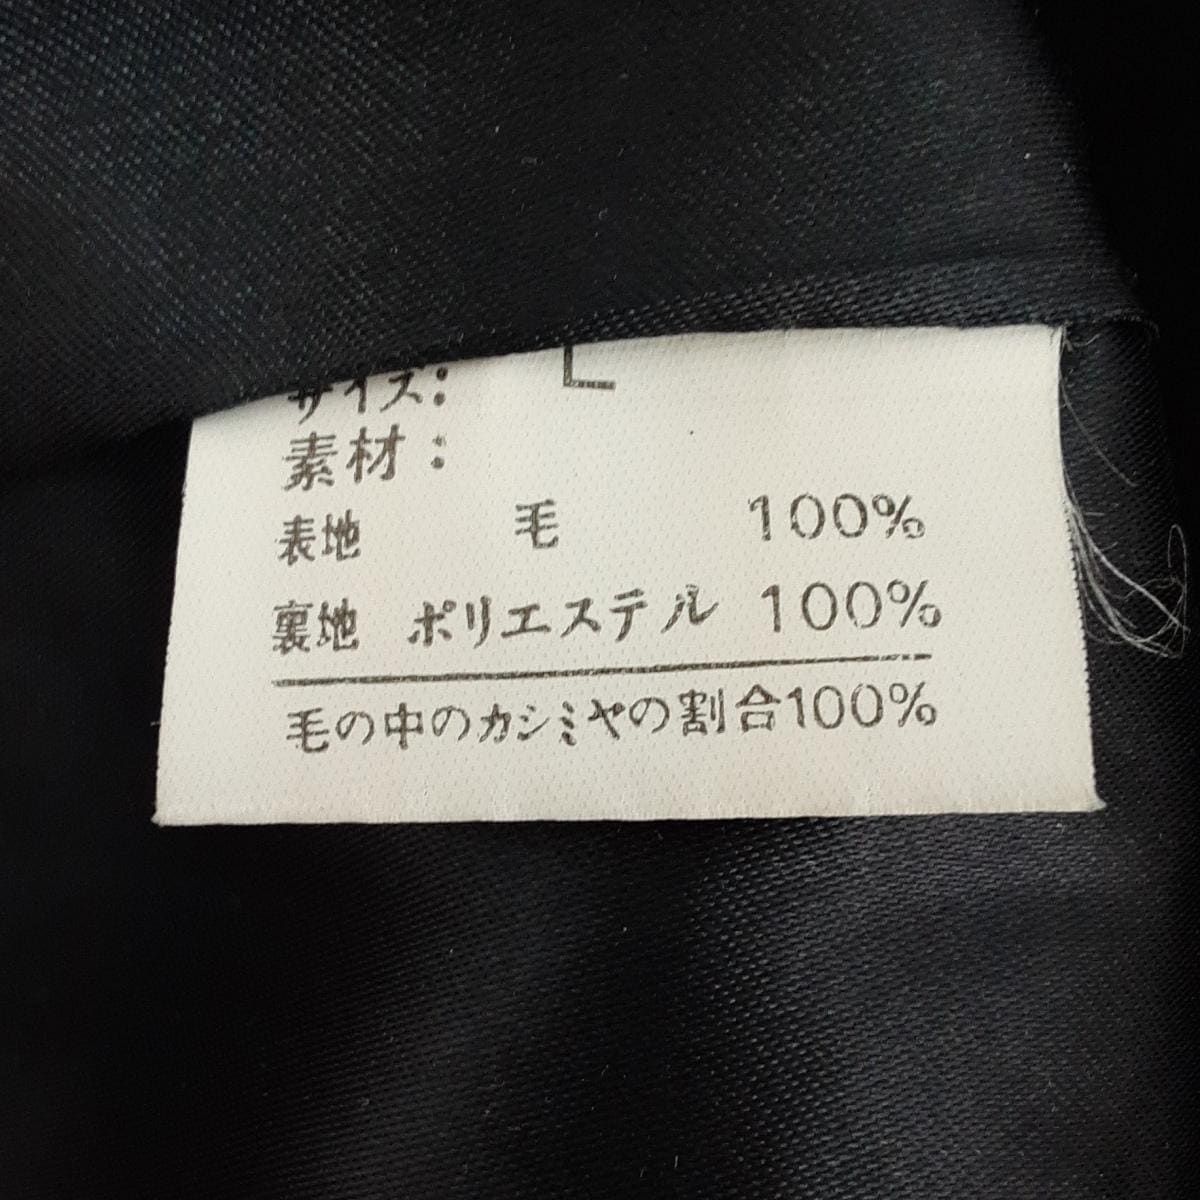 サイズ: L
素材:
表地 毛 100%
裏地 ポリエステル 100%
毛の中のカシミヤの割合100%